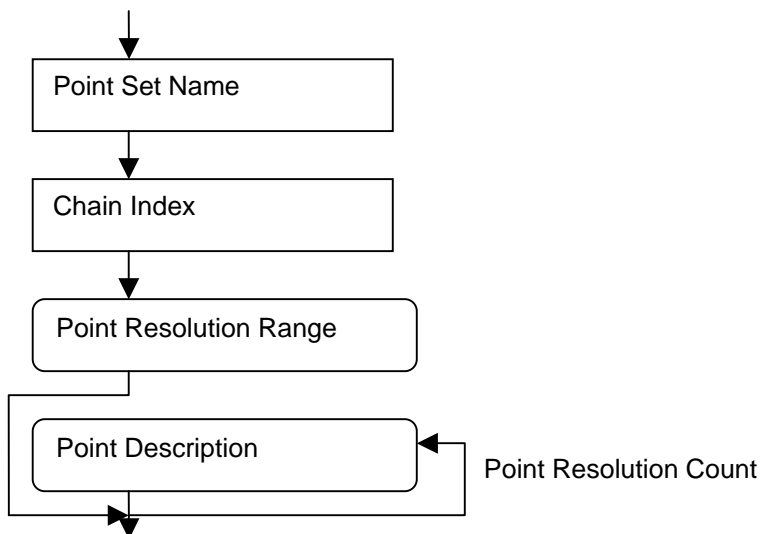 Point Set Name
Chain Index
Point Resolution Range
Point Description
Point Resolution Count